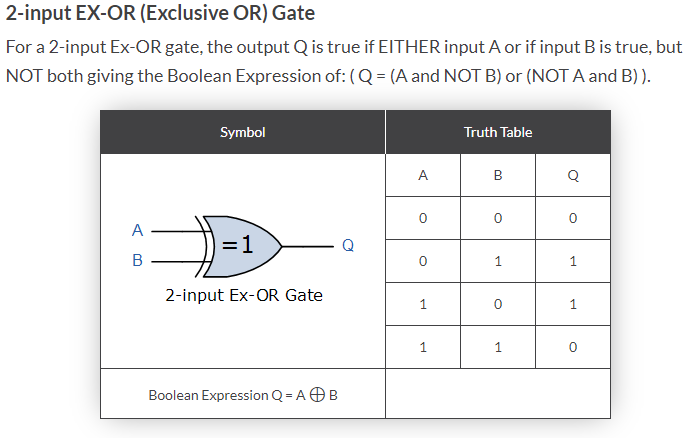 2-input EX-OR (Exclusive OR) Gate
For a 2-input Ex-OR gate, the output Q is true if EITHER input A or if input B is true, but
NOT both giving the Boolean Expression of: ( Q = (A and NOT B) or (NOT A and B) ).
Symbol Truth Table
A B Q
0 0 0
0 1 1
1 0 1
1 1 0
A
B
=1
Q
2-input Ex-OR Gate
Boolean Expression Q = A ⊕ B